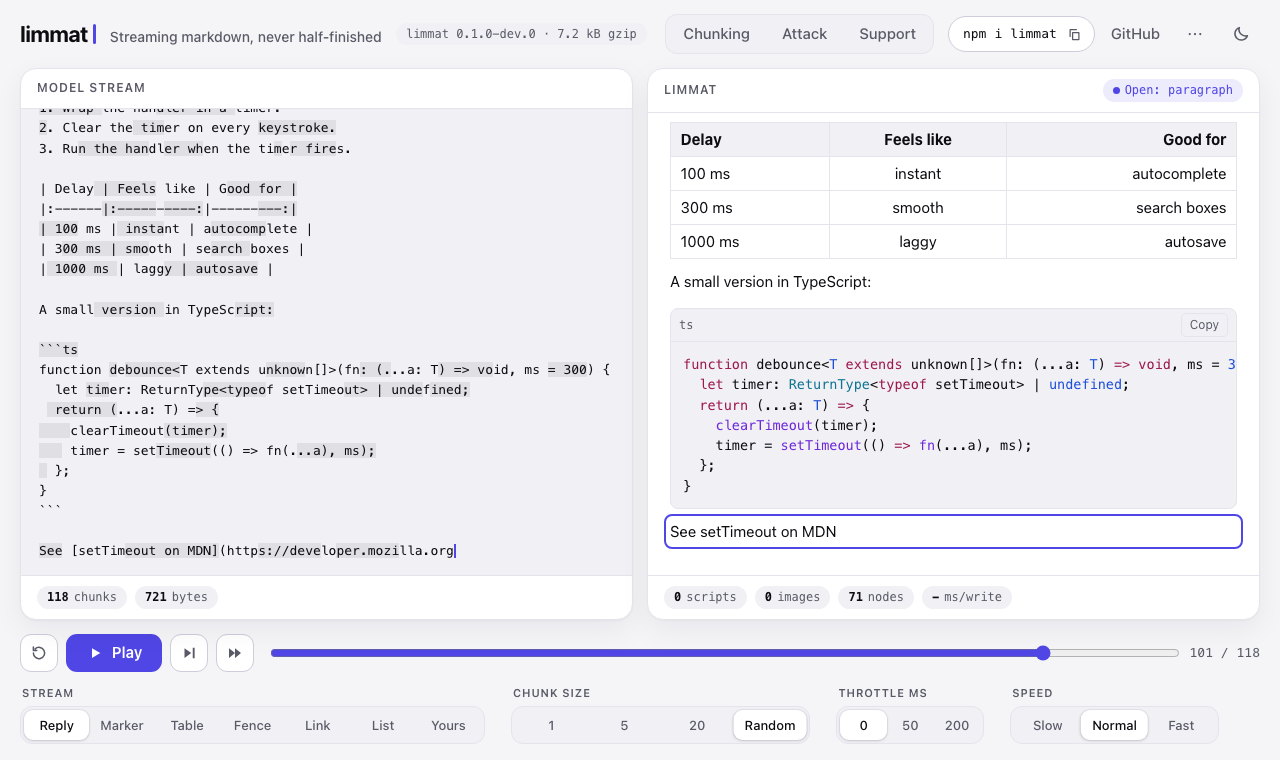 limmat
Streaming markdown, never half-finished
limmat 0.1.0-dev.0 · 7.2 kB gzip
Chunking
Attack
Support
npm i limmat
GitHub
MODEL STREAM
1. Wrap the handler in a timer.
2. Clear the timer on every keystroke.
3. Run the handler when the timer fires.
| Delay | Feels like | Good for |
|:------|:----------:|---------:|
| 100 ms | instant | autocomplete |
| 300 ms | smooth | search boxes |
| 1000 ms | laggy | autosave |
A small version in TypeScript:
```ts
function debounce<T extends unknown[]>(fn: (...a: T) => void, ms = 300) {
  let timer: ReturnType<typeof setTimeout> | undefined;
  return (...a: T) => {
    clearTimeout(timer);
    timer = setTimeout(() => fn(...a), ms);
  };
}
```
See [setTimeout on MDN](https://developer.mozilla.org
118 chunks
721 bytes
LIMMAT
Open: paragraph
Delay Feels like Good for
100 ms instant autocomplete
300 ms smooth search boxes
1000 ms laggy autosave
A small version in TypeScript:
ts
Copy
function debounce<T extends unknown[]>(fn: (...a: T) => void, ms = 3
  let timer: ReturnType<typeof setTimeout> | undefined;
  return (...a: T) => {
    clearTimeout(timer);
    timer = setTimeout(() => fn(...a), ms);
  };
}
See setTimeout on MDN
0 scripts
0 images
71 nodes
– ms/write
Play
101 / 118
STREAM
Reply Marker Table Fence Link List Yours
CHUNK SIZE
1 5 20 Random
THROTTLE MS
0 50 200
SPEED
Slow Normal Fast